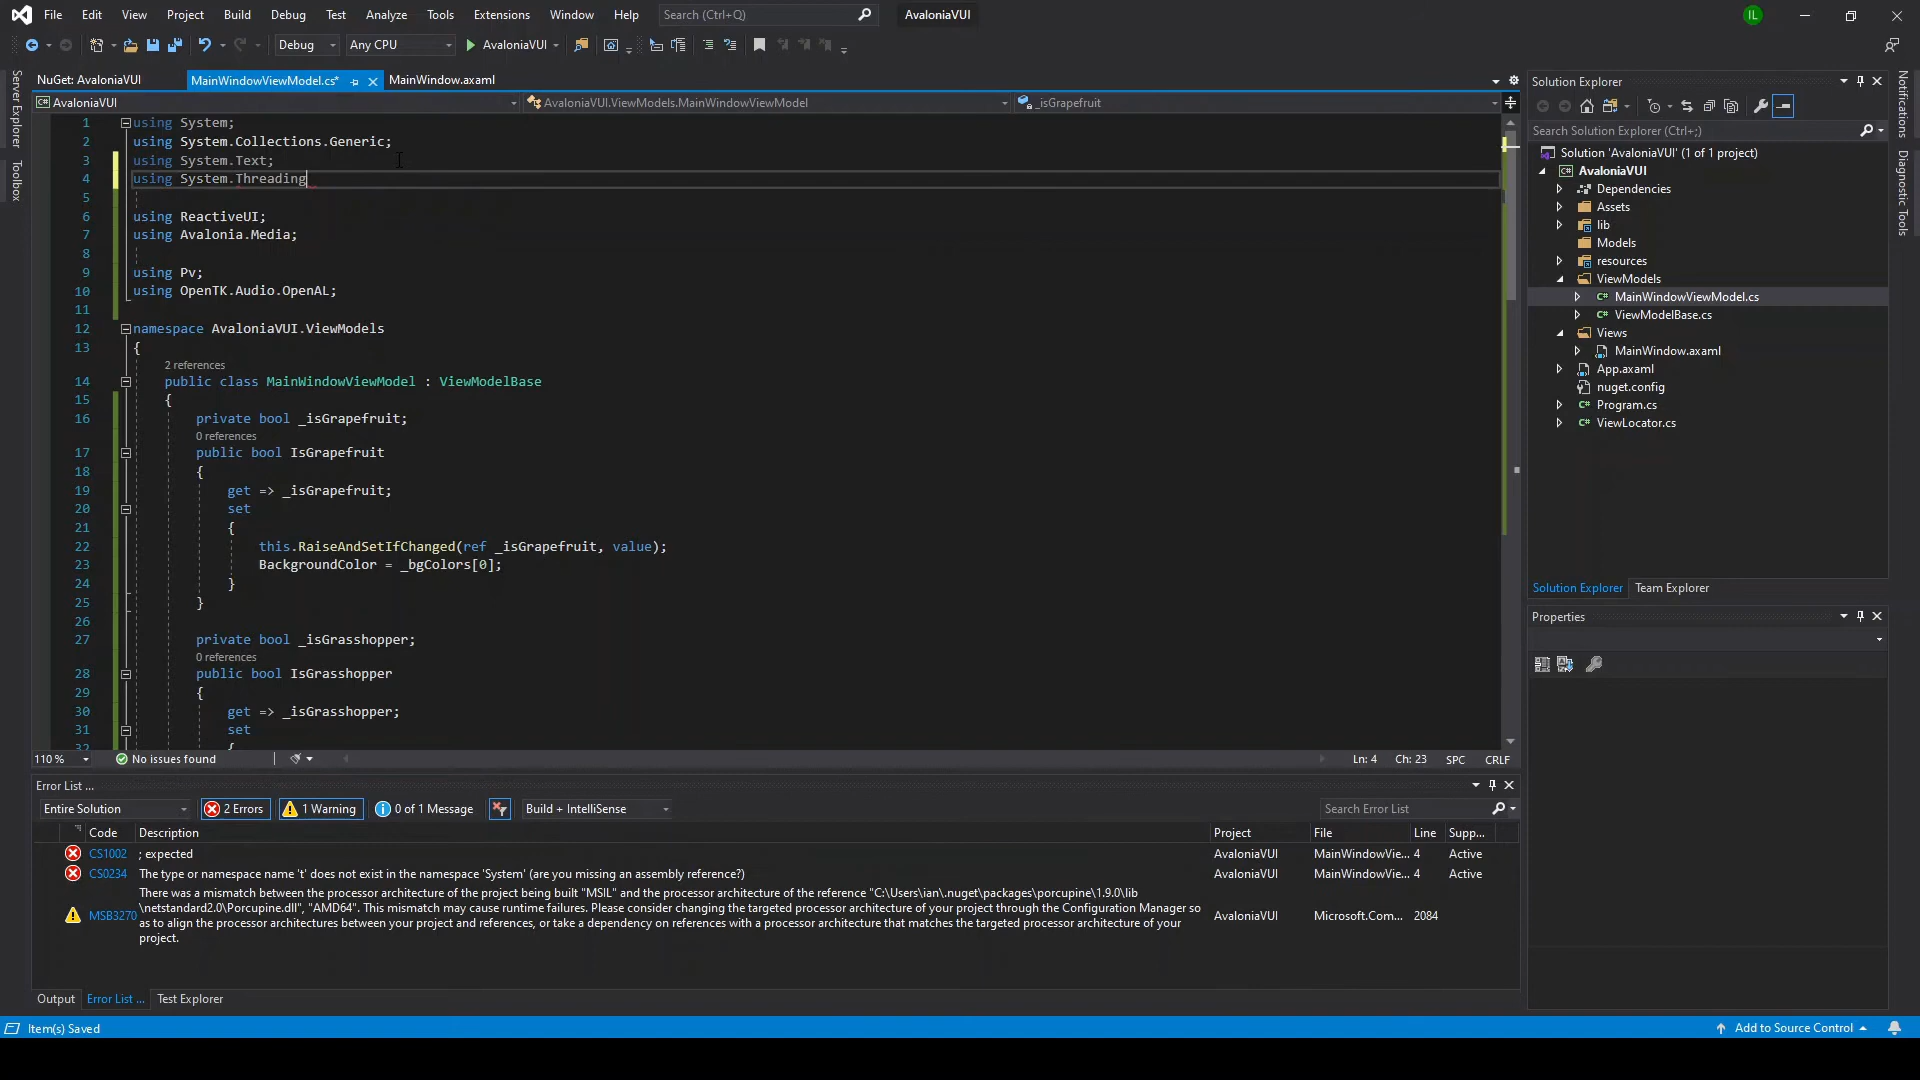 File Edit View Project Build Debug Test Analyze Tools Extensions Window Help Search (Ctrl+Q) AvaloniaVUI IL
Debug Any CPU AvaloniaVUI
Server Explorer
Toolbox
NuGet: AvaloniaVUI MainWindowViewModel.cs* MainWindow.axaml
AvaloniaVUI AvaloniaVUI.ViewModels.MainWindowViewModel _isGrapefruit
1 using System;
2 using System.Collections.Generic;
3 using System.Text;
4 using System.Threading
5
6 using ReactiveUI;
7 using Avalonia.Media;
8
9 using Pv;
10 using OpenTK.Audio.OpenAL;
11
12 namespace AvaloniaVUI.ViewModels
13 {
2 references
14 public class MainWindowViewModel : ViewModelBase
15 {
16 private bool _isGrapefruit;
0 references
17 public bool IsGrapefruit
18 {
19 get => _isGrapefruit;
20 set
21 {
22 this.RaiseAndSetIfChanged(ref _isGrapefruit, value);
23 BackgroundColor = _bgColors[0];
24 }
25 }
26
27 private bool _isGrasshopper;
0 references
28 public bool IsGrasshopper
29 {
30 get => _isGrasshopper;
31 set
32 {
110 % No issues found Ln: 4 Ch: 23 SPC CRLF
Error List ...
Entire Solution 2 Errors 1 Warning 0 of 1 Message Build + IntelliSense Search Error List
Code Description Project File Line Supp...
CS1002 ; expected AvaloniaVUI MainWindowVie... 4 Active
CS0234 The type or namespace name 't' does not exist in the namespace 'System' (are you missing an assembly reference?) AvaloniaVUI MainWindowVie... 4 Active
There was a mismatch between the processor architecture of the project being built "MSIL" and the processor architecture of the reference "C:\Users\ian\.nuget\packages\porcupine\1.9.0\lib
\netstandard2.0\Porcupine.dll", "AMD64". This mismatch may cause runtime failures. Please consider changing the targeted processor architecture of your project through the Configuration Manager so
MSB3270 AvaloniaVUI Microsoft.Com... 2084
as to align the processor architectures between your project and references, or take a dependency on references with a processor architecture that matches the targeted processor architecture of your
project.
Output Error List ... Test Explorer
Item(s) Saved Add to Source Control
Solution Explorer
Search Solution Explorer (Ctrl+;)
Solution 'AvaloniaVUI' (1 of 1 project)
AvaloniaVUI
Dependencies
Assets
lib
Models
resources
ViewModels
MainWindowViewModel.cs
ViewModelBase.cs
Views
MainWindow.axaml
App.axaml
nuget.config
Program.cs
ViewLocator.cs
Solution Explorer Team Explorer
Properties
Notifications
Diagnostic Tools